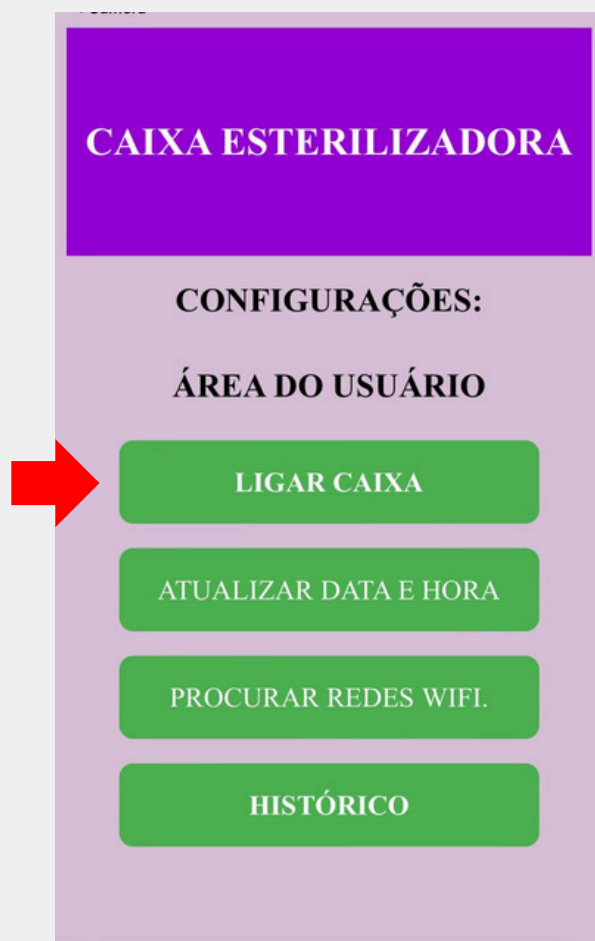 CAIXA ESTERILIZADORA
CONFIGURAÇÕES:
ÁREA DO USUÁRIO
LIGAR CAIXA
ATUALIZAR DATA E HORA
PROCURAR REDES WIFI.
HISTÓRICO